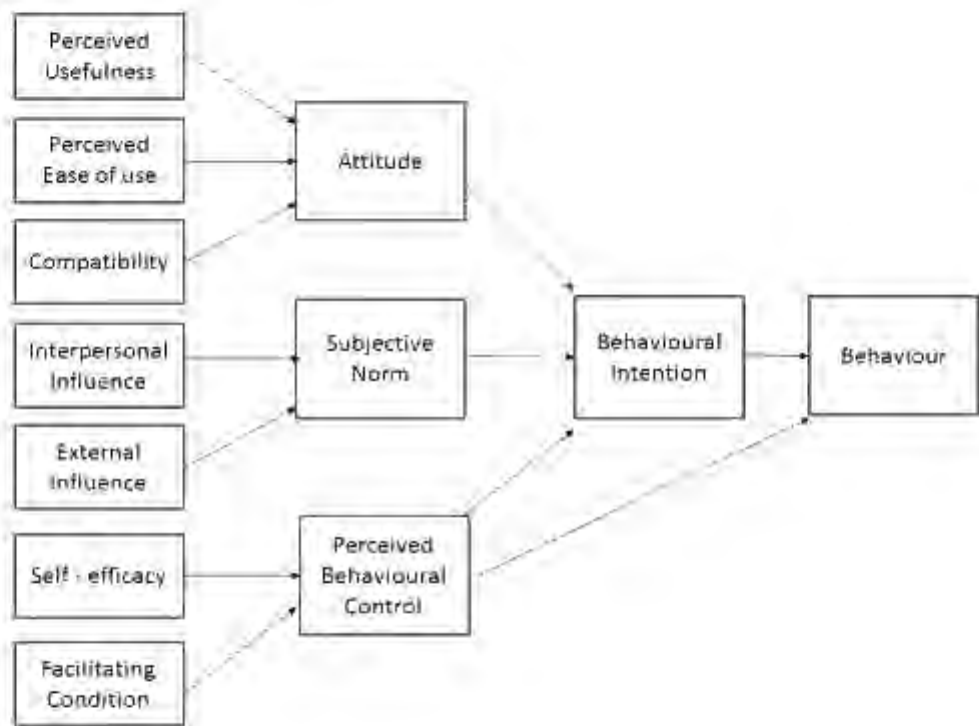 Perceived
Usefulness
Perceived
Ease of use
Compatibility
Interpersonal
Influence
External
Influence
Self - efficacy
Facilitating
Condition
Attitude
Subjective
Norm
Perceived
Behavioural
Control
Behavioural
Intention
Behaviour